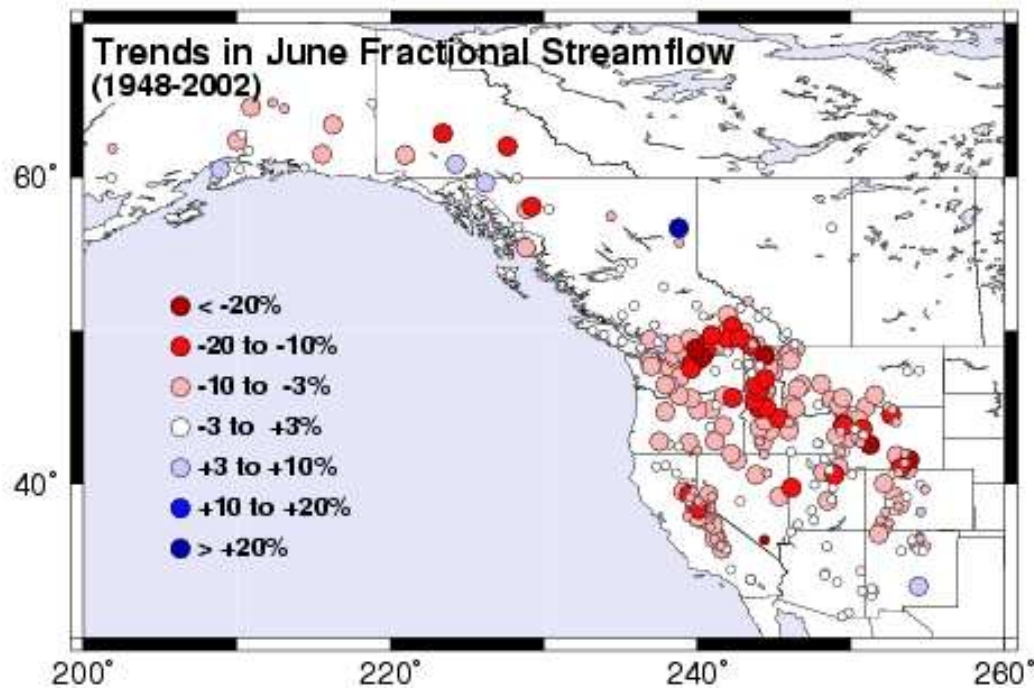 Trends in June Fractional Streamflow
(1948-2002)
60°
< -20%
-20 to -10%
-10 to -3%
-3 to +3%
+3 to +10%
40°
+10 to +20%
> +20%
200° 220° 240° 260°